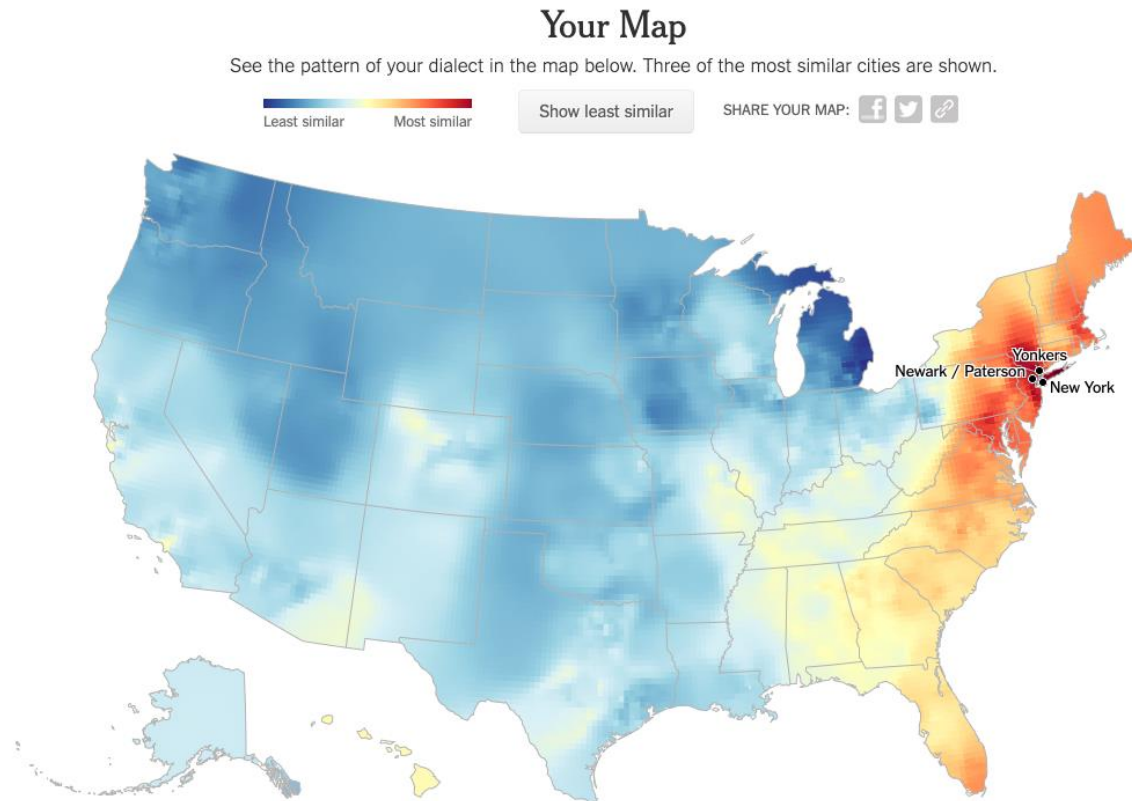 Your Map
See the pattern of your dialect in the map below. Three of the most similar cities are shown.
Least similar
Most similar
Show least similar
SHARE YOUR MAP:
Yonkers
Newark / Paterson
New York